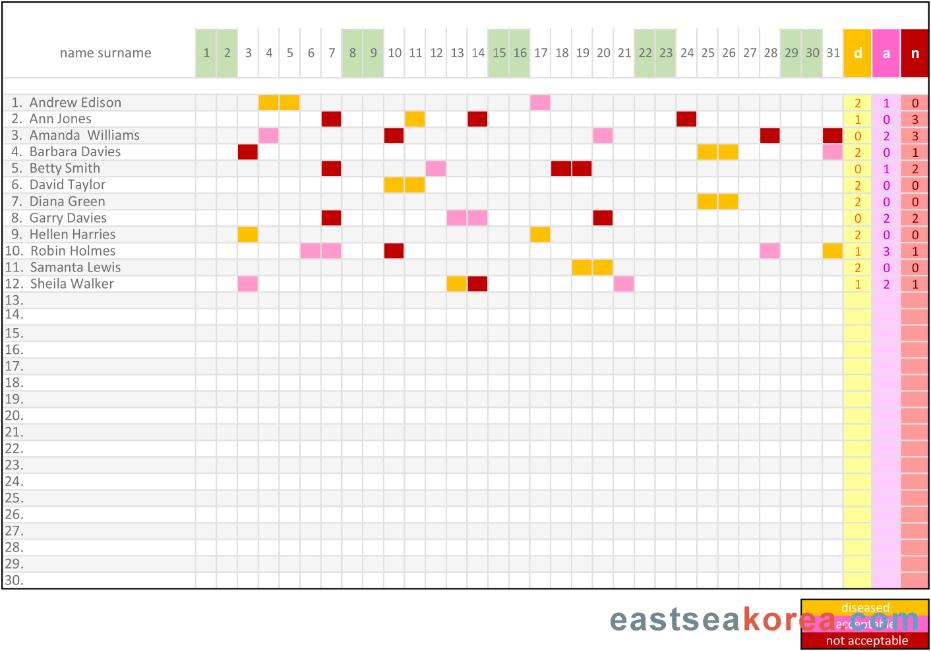 name surname 1 2 3 4 5 6 7 8 9 10 11 12 13 14 15 16 17 18 19 20 21 22 23 24 25 26 27 28 29 30 31 d a n
1. Andrew Edison 2 1 0
2. Ann Jones 1 0 3
3. Amanda Williams 0 2 3
4. Barbara Davies 2 0 1
5. Betty Smith 0 1 2
6. David Taylor 2 0 0
7. Diana Green 2 0 0
8. Garry Davies 0 2 2
9. Hellen Harries 2 0 0
10. Robin Holmes 1 3 1
11. Samanta Lewis 2 0 0
12. Sheila Walker 1 2 1
13.
14.
15.
16.
17.
18.
19.
20.
21.
22.
23.
24.
25.
26.
27.
28.
29.
30.
diseased
acceptable
not acceptable
eastseakorea.com